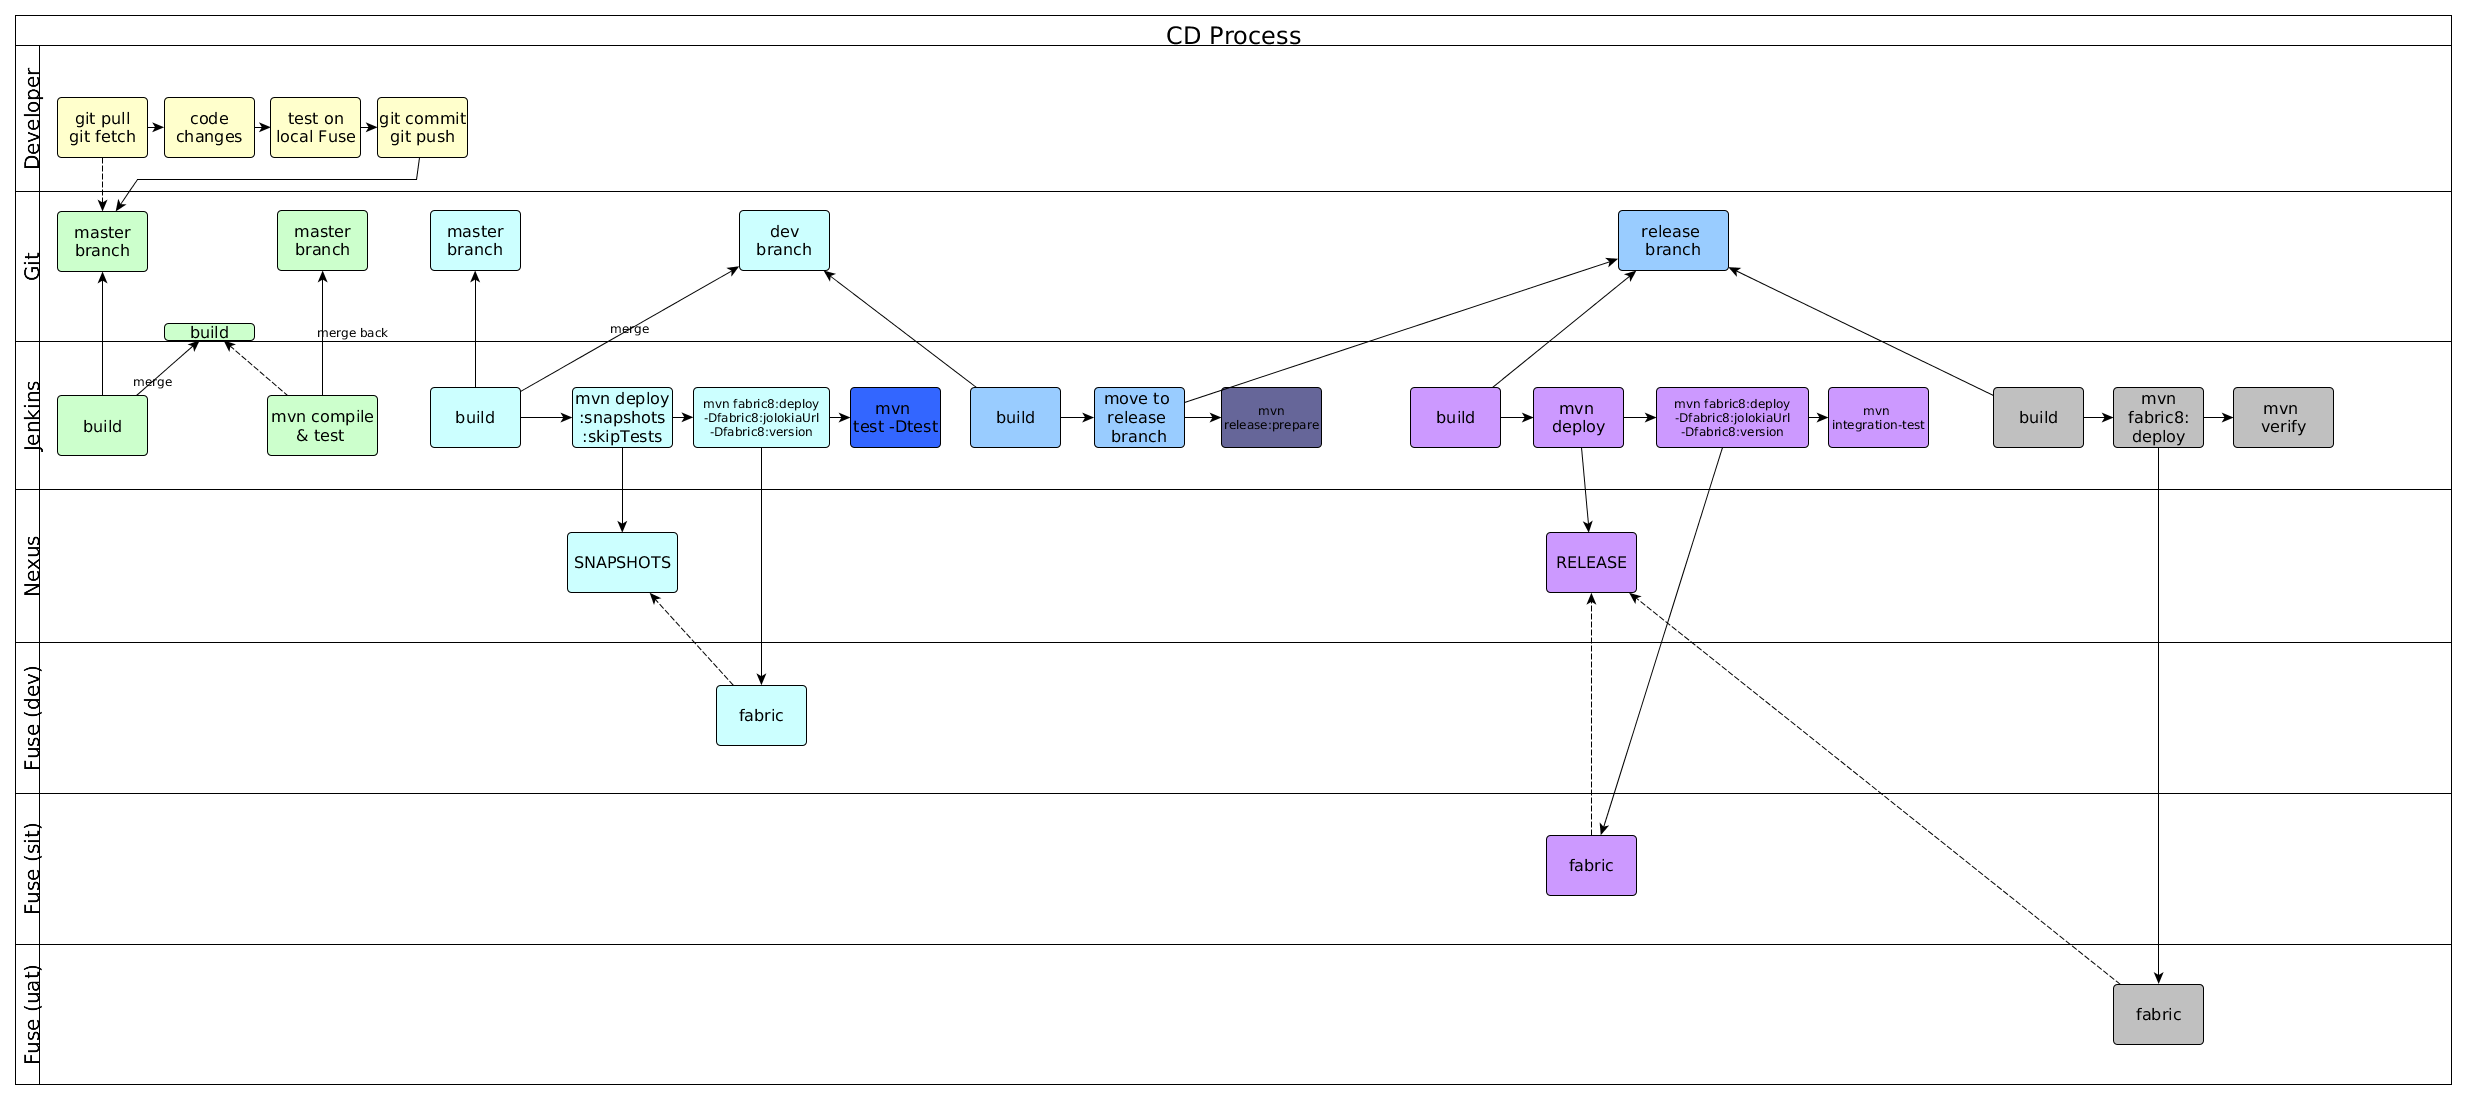 CD Process
Developer
git pull
git fetch
code
changes
test on
local Fuse
git commit
git push
Git
master
branch
master
branch
master
branch
dev
branch
release
branch
build
merge back
merge
merge
Jenkins
build
mvn compile
& test
build
mvn deploy
:snapshots
:skipTests
mvn fabric8:deploy
-Dfabric8:jolokiaUrl
-Dfabric8:version
mvn
test -Dtest
build
move to
release
branch
mvn
release:prepare
build
mvn
deploy
mvn fabric8:deploy
-Dfabric8:jolokiaUrl
-Dfabric8:version
mvn
integration-test
build
mvn
fabric8:
deploy
mvn
verify
Nexus
SNAPSHOTS
RELEASE
Fuse (dev)
fabric
Fuse (sit)
fabric
Fuse (uat)
fabric